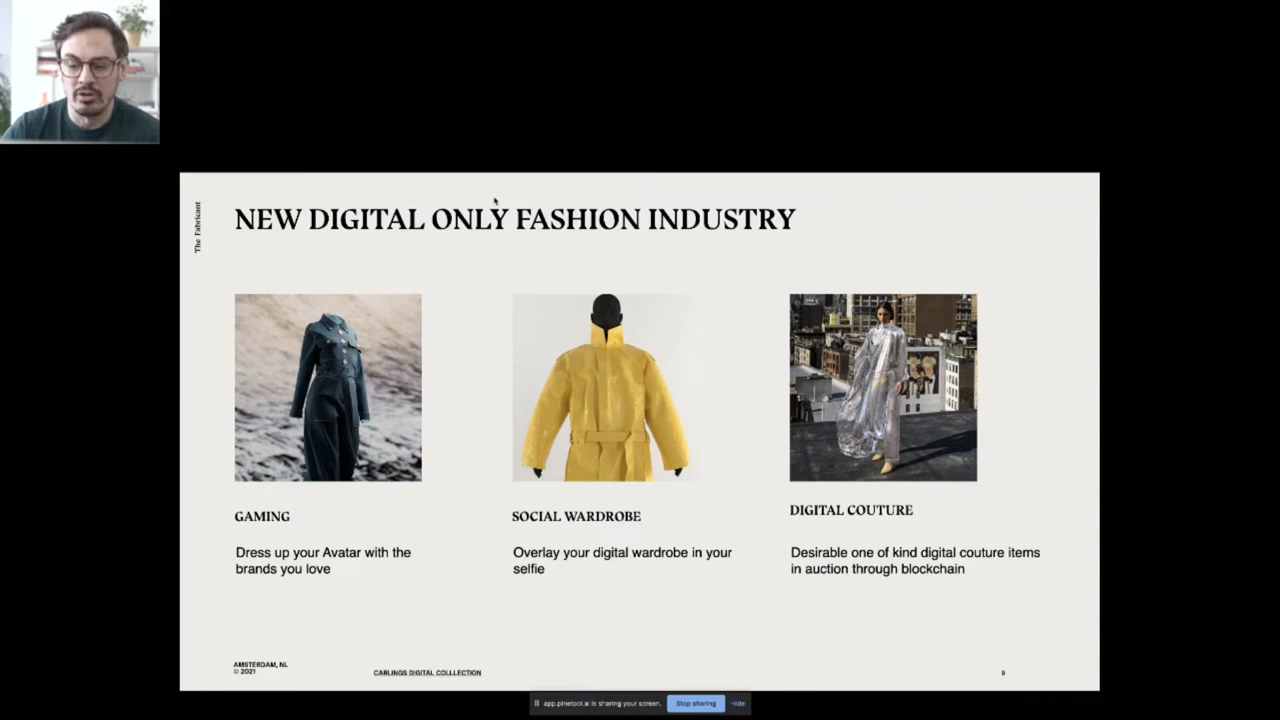 The Fabricant
NEW DIGITAL ONLY FASHION INDUSTRY
GAMING
Dress up your Avatar with the
brands you love
SOCIAL WARDROBE
Overlay your digital wardrobe in your
selfie
DIGITAL COUTURE
Desirable one of kind digital couture items
in auction through blockchain
AMSTERDAM, NL
© 2021
CARLINGS DIGITAL COLLLECTION
9
app.pinetool.ai is sharing your screen.
Stop sharing
Hide